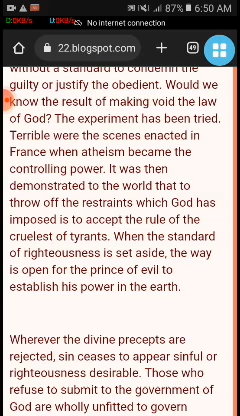 0:0KB/s U:0KB/s No internet connection 87% 6:50 AM
22.blogspot.com + 49
without a standard to condemn the
guilty or justify the obedient. Would we
know the result of making void the law
of God? The experiment has been tried.
Terrible were the scenes enacted in
France when atheism became the
controlling power. It was then
demonstrated to the world that to
throw off the restraints which God has
imposed is to accept the rule of the
cruelest of tyrants. When the standard
of righteousness is set aside, the way
is open for the prince of evil to
establish his power in the earth.
Wherever the divine precepts are
rejected, sin ceases to appear sinful or
righteousness desirable. Those who
refuse to submit to the government of
God are wholly unfitted to govern